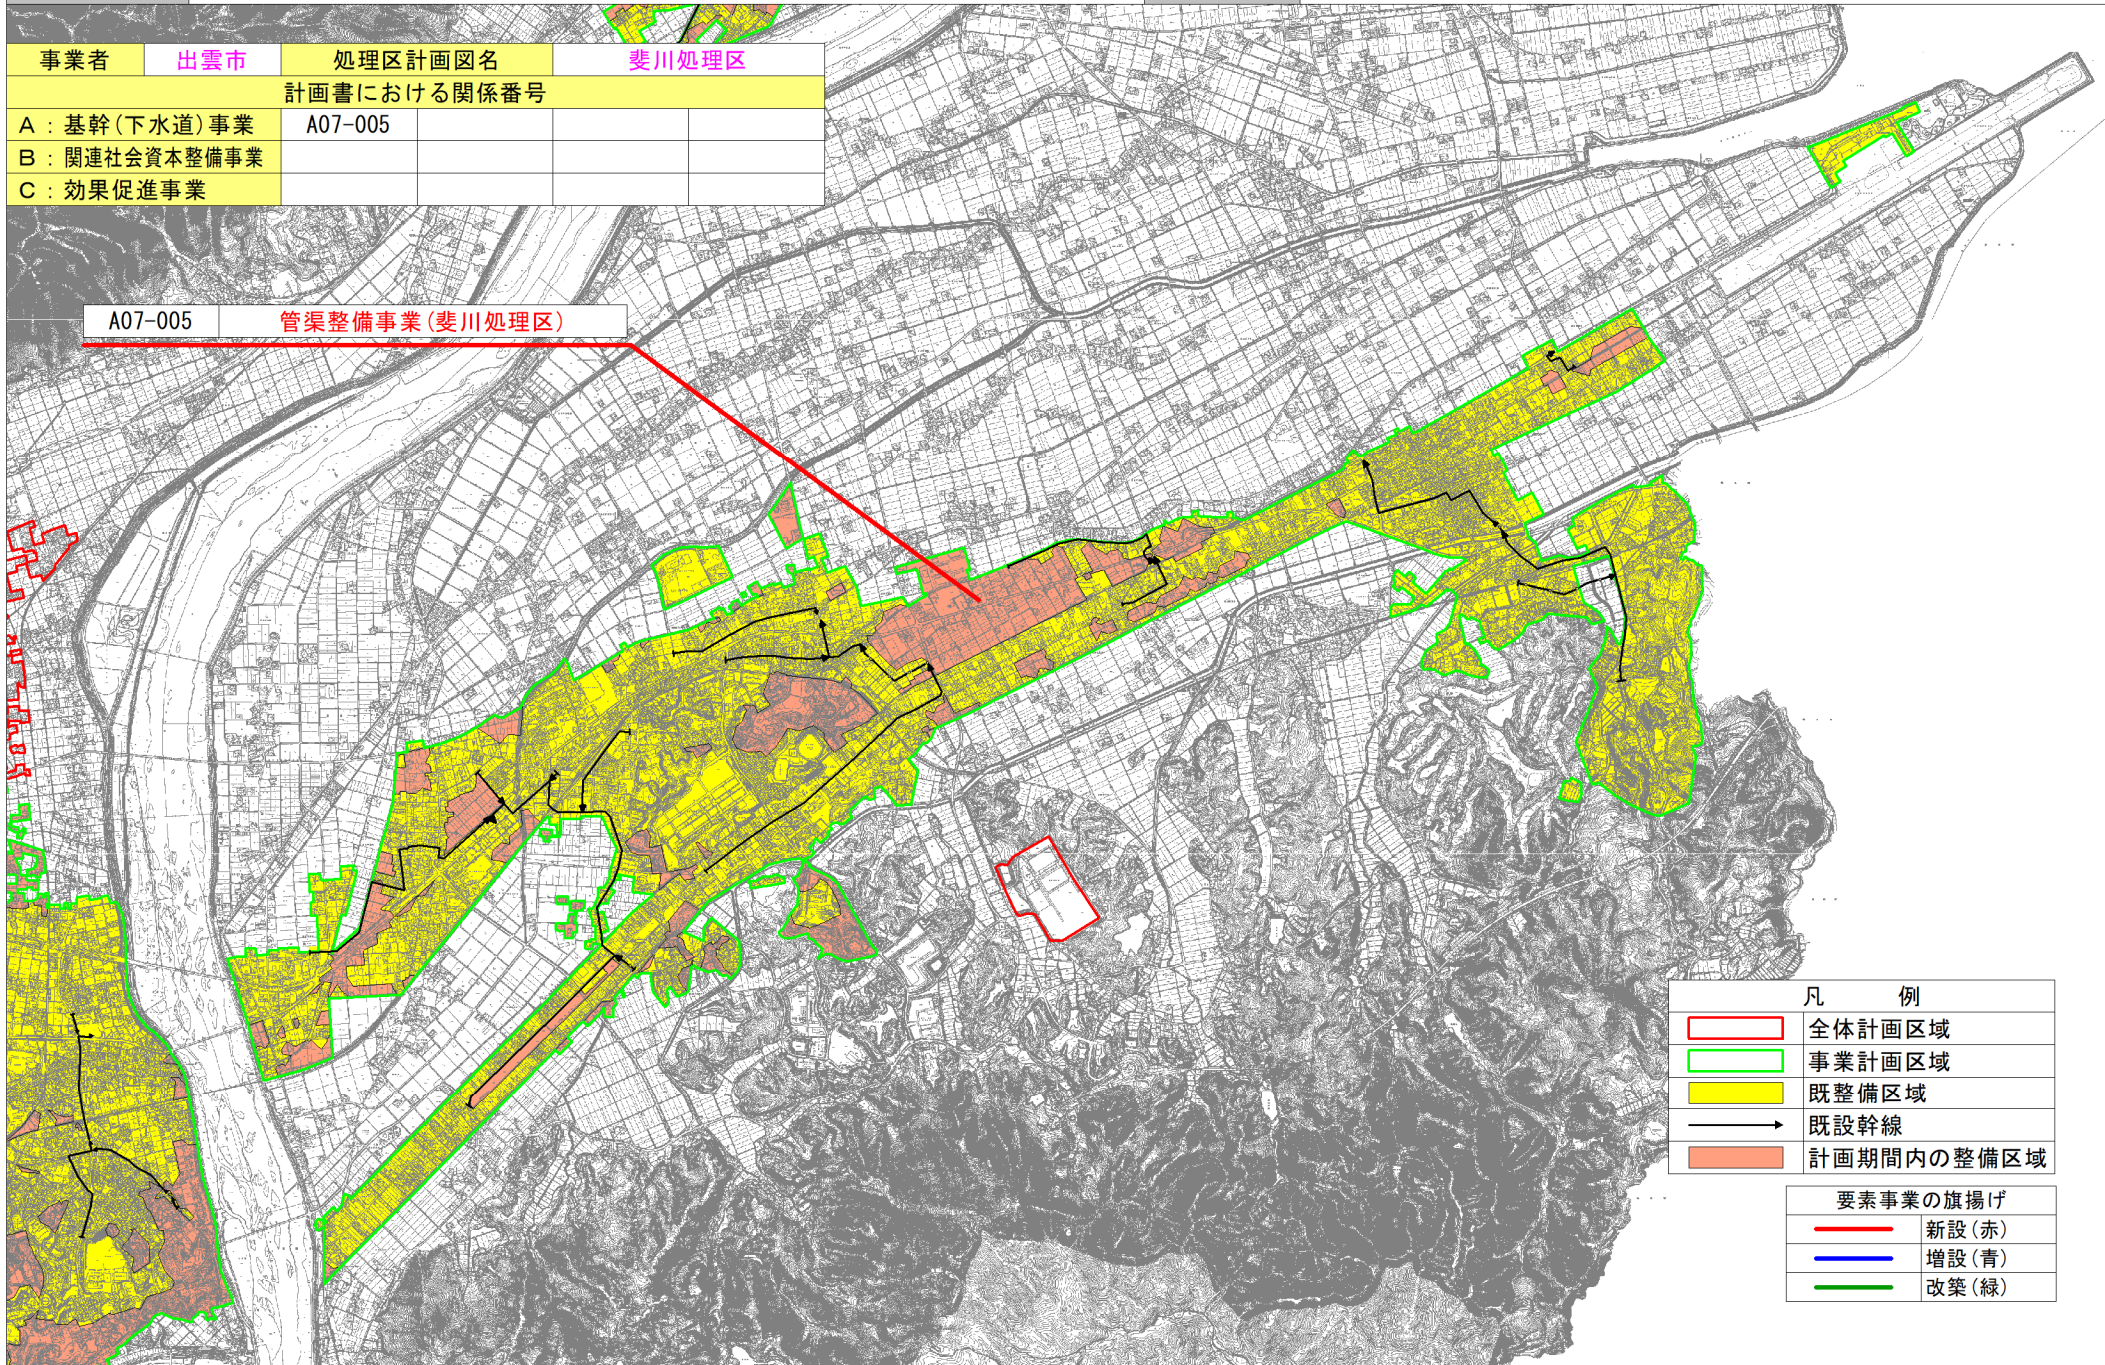 事業者 出雲市 処理区計画図名 斐川処理区
計画書における関係番号
A：基幹(下水道)事業 A07-005
B：関連社会資本整備事業
C：効果促進事業
A07-005 管渠整備事業(斐川処理区)
凡 例
全体計画区域
事業計画区域
既整備区域
既設幹線
計画期間内の整備区域
要素事業の旗揚げ
新設(赤)
増設(青)
改築(緑)